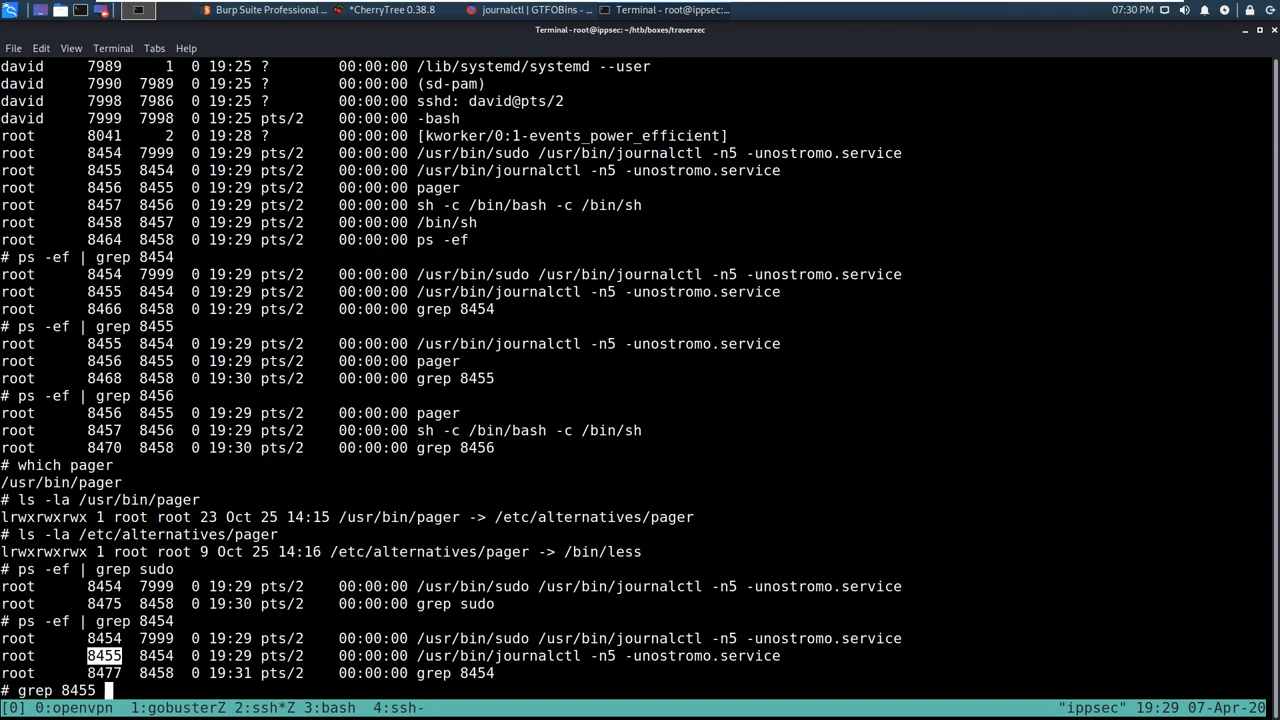 Burp Suite Professional ... *CherryTree 0.38.8 journalctl | GTFOBins - ... Terminal - root@ippsec:... 07:30 PM
Terminal - root@ippsec: ~/htb/boxes/traverxec
File Edit View Terminal Tabs Help
david 7989 1 0 19:25 ? 00:00:00 /lib/systemd/systemd --user
david 7990 7989 0 19:25 ? 00:00:00 (sd-pam)
david 7998 7986 0 19:25 ? 00:00:00 sshd: david@pts/2
david 7999 7998 0 19:25 pts/2 00:00:00 -bash
root 8041 2 0 19:28 ? 00:00:00 [kworker/0:1-events_power_efficient]
root 8454 7999 0 19:29 pts/2 00:00:00 /usr/bin/sudo /usr/bin/journalctl -n5 -unostromo.service
root 8455 8454 0 19:29 pts/2 00:00:00 /usr/bin/journalctl -n5 -unostromo.service
root 8456 8455 0 19:29 pts/2 00:00:00 pager
root 8457 8456 0 19:29 pts/2 00:00:00 sh -c /bin/bash -c /bin/sh
root 8458 8457 0 19:29 pts/2 00:00:00 /bin/sh
root 8464 8458 0 19:29 pts/2 00:00:00 ps -ef
# ps -ef | grep 8454
root 8454 7999 0 19:29 pts/2 00:00:00 /usr/bin/sudo /usr/bin/journalctl -n5 -unostromo.service
root 8455 8454 0 19:29 pts/2 00:00:00 /usr/bin/journalctl -n5 -unostromo.service
root 8466 8458 0 19:29 pts/2 00:00:00 grep 8454
# ps -ef | grep 8455
root 8455 8454 0 19:29 pts/2 00:00:00 /usr/bin/journalctl -n5 -unostromo.service
root 8456 8455 0 19:29 pts/2 00:00:00 pager
root 8468 8458 0 19:30 pts/2 00:00:00 grep 8455
# ps -ef | grep 8456
root 8456 8455 0 19:29 pts/2 00:00:00 pager
root 8457 8456 0 19:29 pts/2 00:00:00 sh -c /bin/bash -c /bin/sh
root 8470 8458 0 19:30 pts/2 00:00:00 grep 8456
# which pager
/usr/bin/pager
# ls -la /usr/bin/pager
lrwxrwxrwx 1 root root 23 Oct 25 14:15 /usr/bin/pager -> /etc/alternatives/pager
# ls -la /etc/alternatives/pager
lrwxrwxrwx 1 root root 9 Oct 25 14:16 /etc/alternatives/pager -> /bin/less
# ps -ef | grep sudo
root 8454 7999 0 19:29 pts/2 00:00:00 /usr/bin/sudo /usr/bin/journalctl -n5 -unostromo.service
root 8475 8458 0 19:30 pts/2 00:00:00 grep sudo
# ps -ef | grep 8454
root 8454 7999 0 19:29 pts/2 00:00:00 /usr/bin/sudo /usr/bin/journalctl -n5 -unostromo.service
root 8455 8454 0 19:29 pts/2 00:00:00 /usr/bin/journalctl -n5 -unostromo.service
root 8477 8458 0 19:31 pts/2 00:00:00 grep 8454
# grep 8455
[0] 0:openvpn 1:gobusterZ 2:ssh*Z 3:bash 4:ssh- "ippsec" 19:29 07-Apr-20